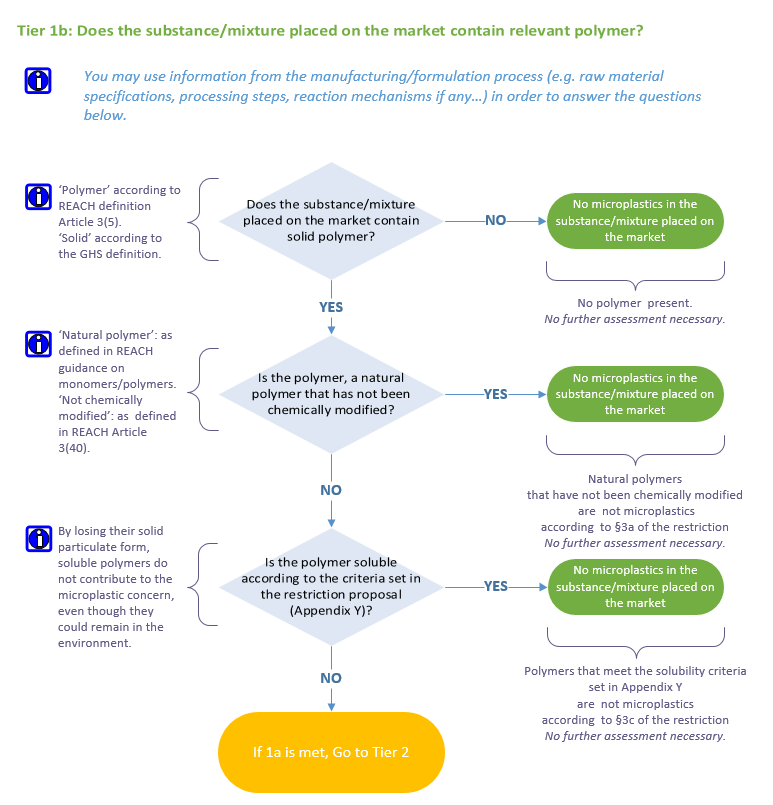 Tier 1b: Does the substance/mixture placed on the market contain relevant polymer?
You may use information from the manufacturing/formulation process (e.g. raw material
specifications, processing steps, reaction mechanisms if any…) in order to answer the questions
below.
‘Polymer’ according to
REACH definition
Article 3(5).
‘Solid’ according to
the GHS definition.
Does the substance/mixture
placed on the market contain
solid polymer?
NO
No microplastics in the
substance/mixture placed on
the market
No polymer present.
No further assessment necessary.
YES
‘Natural polymer’: as
defined in REACH
guidance on
monomers/polymers.
‘Not chemically
modified’: as defined
in REACH Article
3(40).
Is the polymer, a natural
polymer that has not been
chemically modified?
YES
No microplastics in the
substance/mixture placed on
the market
Natural polymers
that have not been chemically modified
are not microplastics
according to §3a of the restriction
No further assessment necessary.
NO
By losing their solid
particulate form,
soluble polymers do
not contribute to the
microplastic concern,
even though they
could remain in the
environment.
Is the polymer soluble
according to the criteria set in
the restriction proposal
(Appendix Y)?
YES
No microplastics in the
substance/mixture placed on
the market
Polymers that meet the solubility criteria
set in Appendix Y
are not microplastics
according to §3c of the restriction
No further assessment necessary.
NO
If 1a is met, Go to Tier 2